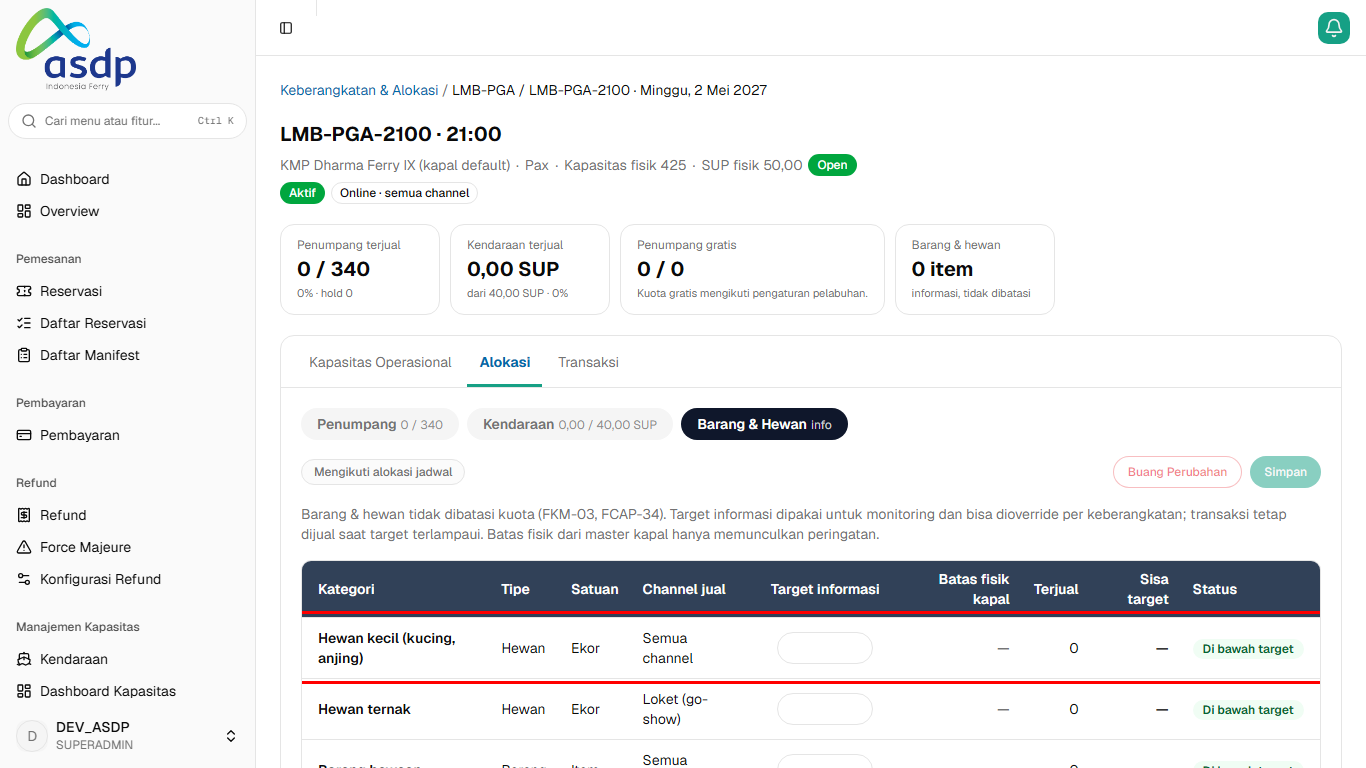 asdp
Indonesia Ferry
Cari menu atau fitur... Ctrl K
Dashboard
Overview
Pemesanan
Reservasi
Daftar Reservasi
Daftar Manifest
Pembayaran
Pembayaran
Refund
Refund
Force Majeure
Konfigurasi Refund
Manajemen Kapasitas
Kendaraan
Dashboard Kapasitas
D
DEV_ASDP
SUPERADMIN
Keberangkatan & Alokasi / LMB-PGA / LMB-PGA-2100 · Minggu, 2 Mei 2027
LMB-PGA-2100 · 21:00
KMP Dharma Ferry IX (kapal default) · Pax · Kapasitas fisik 425 · SUP fisik 50,00 Open
Aktif Online · semua channel
Penumpang terjual
0 / 340
0% · hold 0
Kendaraan terjual
0,00 SUP
dari 40,00 SUP · 0%
Penumpang gratis
0 / 0
Kuota gratis mengikuti pengaturan pelabuhan.
Barang & hewan
0 item
informasi, tidak dibatasi
Kapasitas Operasional Alokasi Transaksi
Penumpang 0 / 340 Kendaraan 0,00 / 40,00 SUP Barang & Hewan info
Mengikuti alokasi jadwal Buang Perubahan Simpan
Barang & hewan tidak dibatasi kuota (FKM-03, FCAP-34). Target informasi dipakai untuk monitoring dan bisa dioverride per keberangkatan; transaksi tetap
dijual saat target terlampaui. Batas fisik dari master kapal hanya memunculkan peringatan.
Kategori Tipe Satuan Channel jual Target informasi Batas fisik kapal Terjual Sisa target Status
Hewan kecil (kucing, anjing) Hewan Ekor Semua channel — 0 — Di bawah target
Hewan ternak Hewan Ekor Loket (go-show) — 0 — Di bawah target
Semua